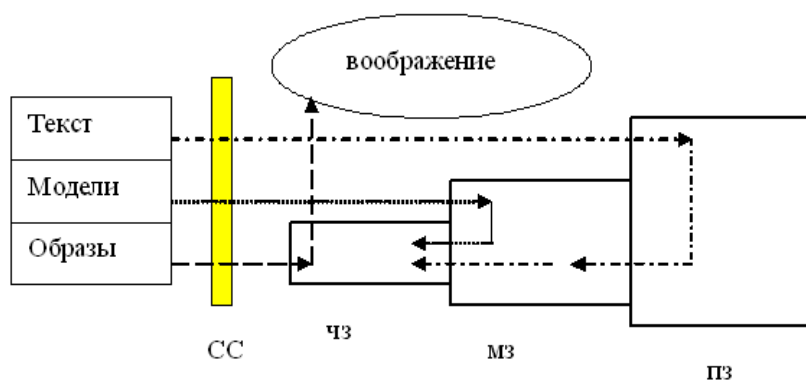 воображение
Текст
Модели
Образы
СС
чз
мз
пз